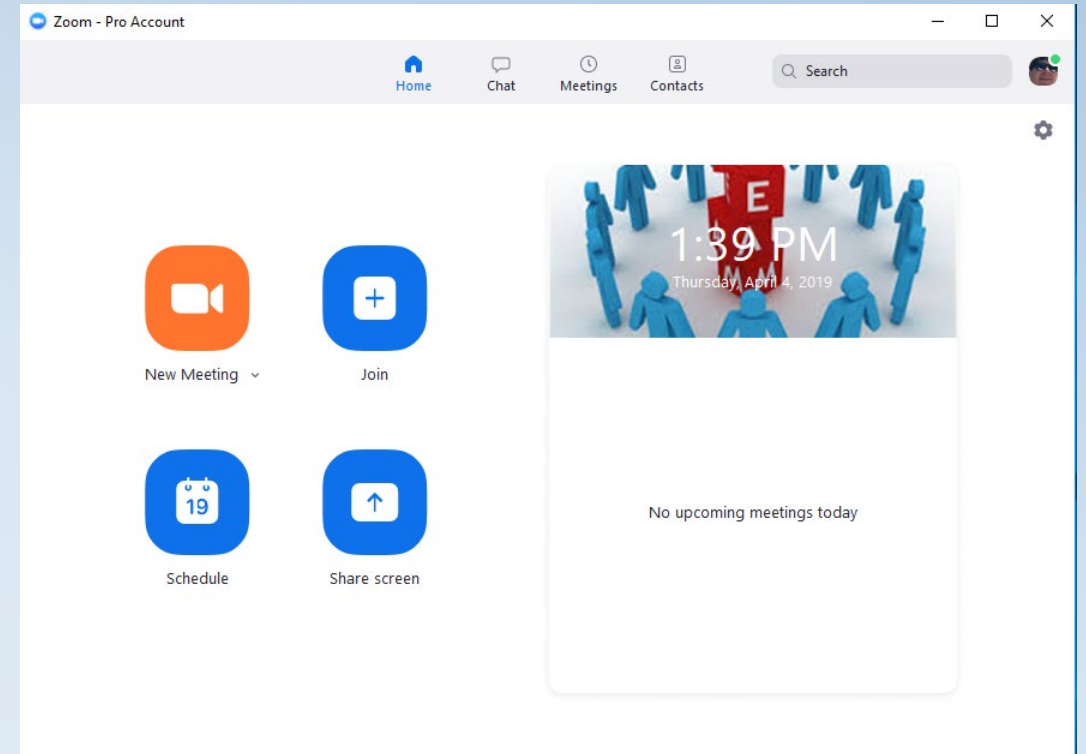 Zoom - Pro Account
Home
Chat
Meetings
Contacts
Search
New Meeting
Join
Schedule
19
Share screen
E
A
M M
1:39 PM
Thursday, April 4, 2019
No upcoming meetings today